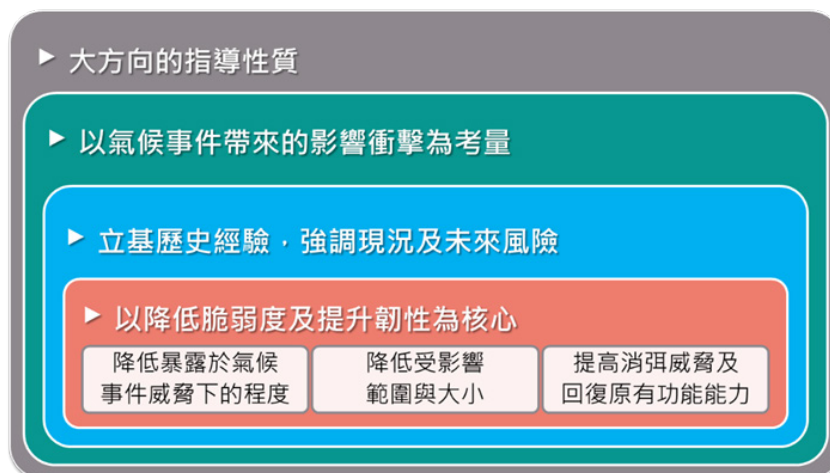 ▶ 大方向的指導性質
▶ 以氣候事件帶來的影響衝擊為考量
▶ 立基歷史經驗，強調現況及未來風險
▶ 以降低脆弱度及提升韌性為核心
降低暴露於氣候
事件威脅下的程度
降低受影響
範圍與大小
提高消弭威脅及
回復原有功能能力